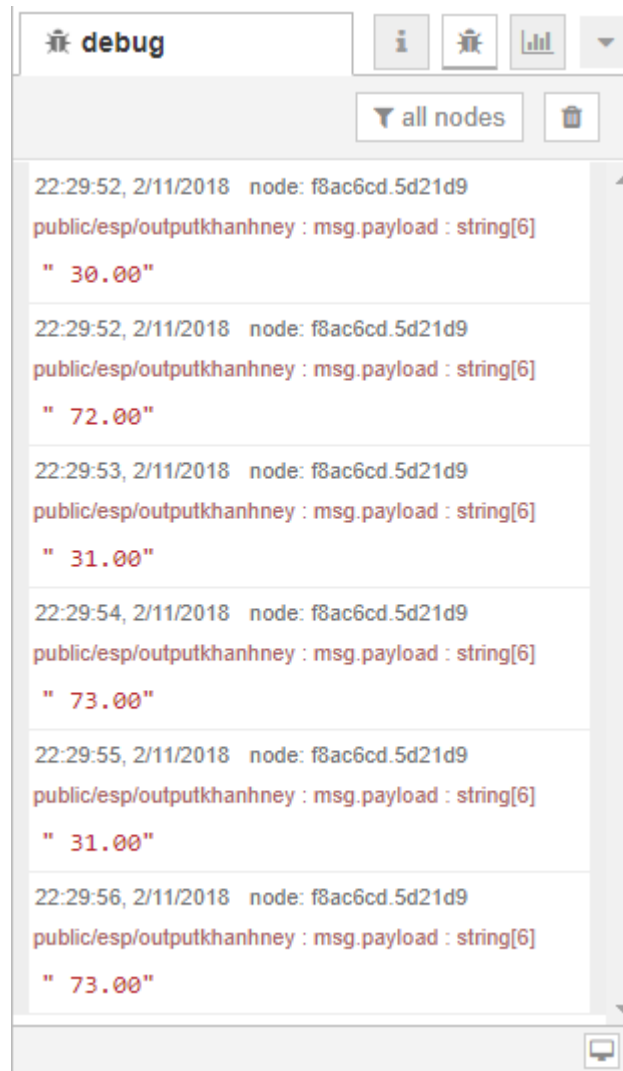 debug
i
all nodes
22:29:52, 2/11/2018 node: f8ac6cd.5d21d9
public/esp/outputkhanhney : msg.payload : string[6]
" 30.00"
22:29:52, 2/11/2018 node: f8ac6cd.5d21d9
public/esp/outputkhanhney : msg.payload : string[6]
" 72.00"
22:29:53, 2/11/2018 node: f8ac6cd.5d21d9
public/esp/outputkhanhney : msg.payload : string[6]
" 31.00"
22:29:54, 2/11/2018 node: f8ac6cd.5d21d9
public/esp/outputkhanhney : msg.payload : string[6]
" 73.00"
22:29:55, 2/11/2018 node: f8ac6cd.5d21d9
public/esp/outputkhanhney : msg.payload : string[6]
" 31.00"
22:29:56, 2/11/2018 node: f8ac6cd.5d21d9
public/esp/outputkhanhney : msg.payload : string[6]
" 73.00"